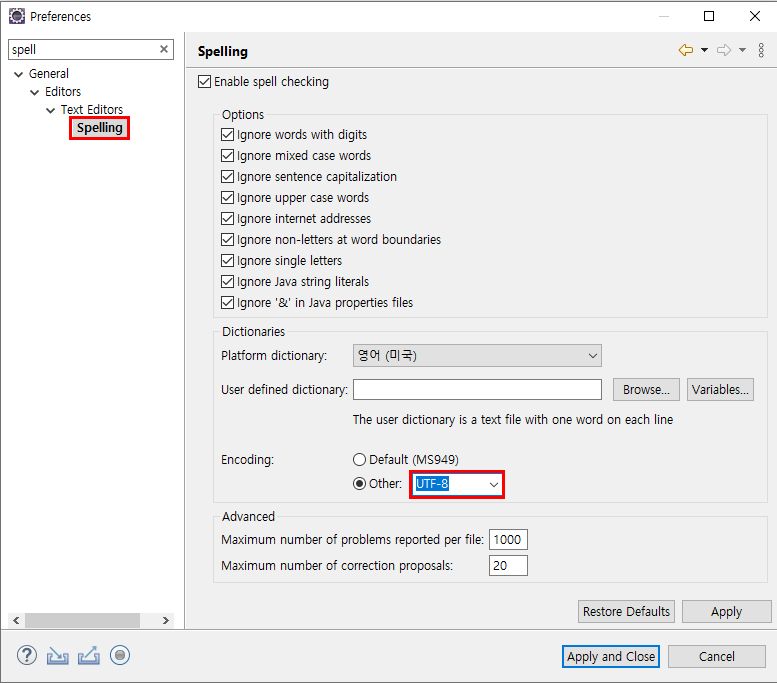 Preferences
spell
General
Editors
Text Editors
Spelling
Spelling
Enable spell checking
Options
Ignore words with digits
Ignore mixed case words
Ignore sentence capitalization
Ignore upper case words
Ignore internet addresses
Ignore non-letters at word boundaries
Ignore single letters
Ignore Java string literals
Ignore '&' in Java properties files
Dictionaries
Platform dictionary: 영어 (미국)
User defined dictionary: Browse... Variables...
The user dictionary is a text file with one word on each line
Encoding: Default (MS949)
Other: UTF-8
Advanced
Maximum number of problems reported per file: 1000
Maximum number of correction proposals: 20
Restore Defaults Apply
Apply and Close Cancel